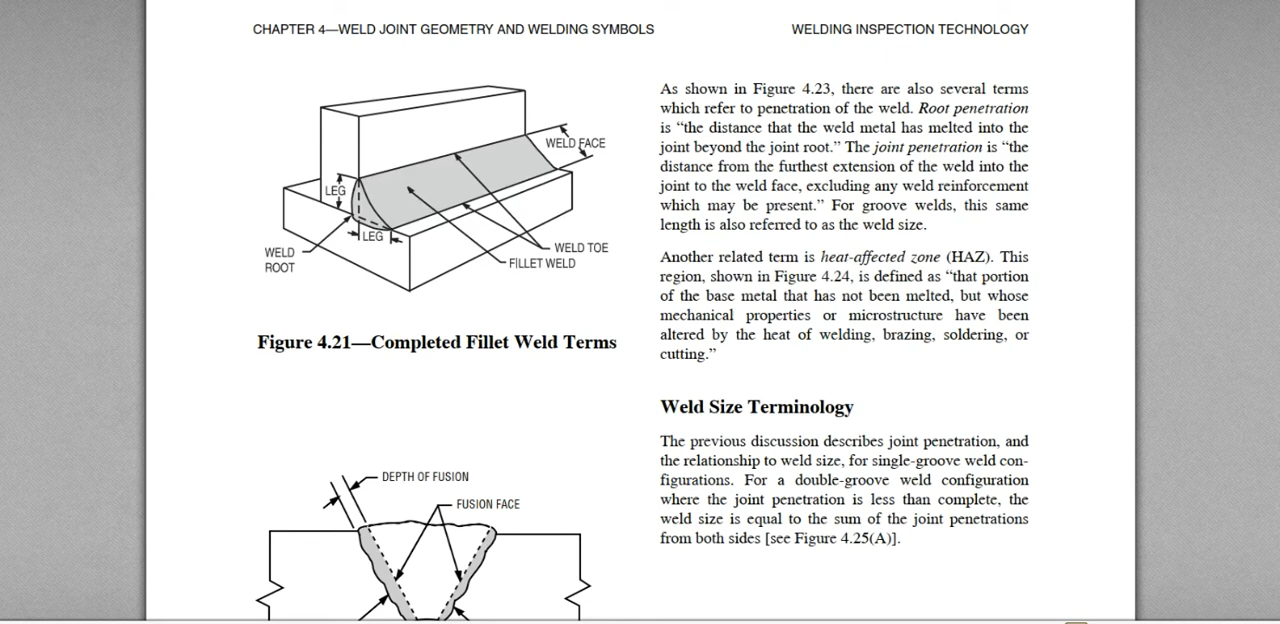 CHAPTER 4—WELD JOINT GEOMETRY AND WELDING SYMBOLS
WELDING INSPECTION TECHNOLOGY
WELD FACE
LEG
LEG
WELD
ROOT
WELD TOE
FILLET WELD
Figure 4.21—Completed Fillet Weld Terms
DEPTH OF FUSION
FUSION FACE
As shown in Figure 4.23, there are also several terms
which refer to penetration of the weld. Root penetration
is “the distance that the weld metal has melted into the
joint beyond the joint root.” The joint penetration is “the
distance from the furthest extension of the weld into the
joint to the weld face, excluding any weld reinforcement
which may be present.” For groove welds, this same
length is also referred to as the weld size.
Another related term is heat-affected zone (HAZ). This
region, shown in Figure 4.24, is defined as “that portion
of the base metal that has not been melted, but whose
mechanical properties or microstructure have been
altered by the heat of welding, brazing, soldering, or
cutting.”
Weld Size Terminology
The previous discussion describes joint penetration, and
the relationship to weld size, for single-groove weld con-
figurations. For a double-groove weld configuration
where the joint penetration is less than complete, the
weld size is equal to the sum of the joint penetrations
from both sides [see Figure 4.25(A)].